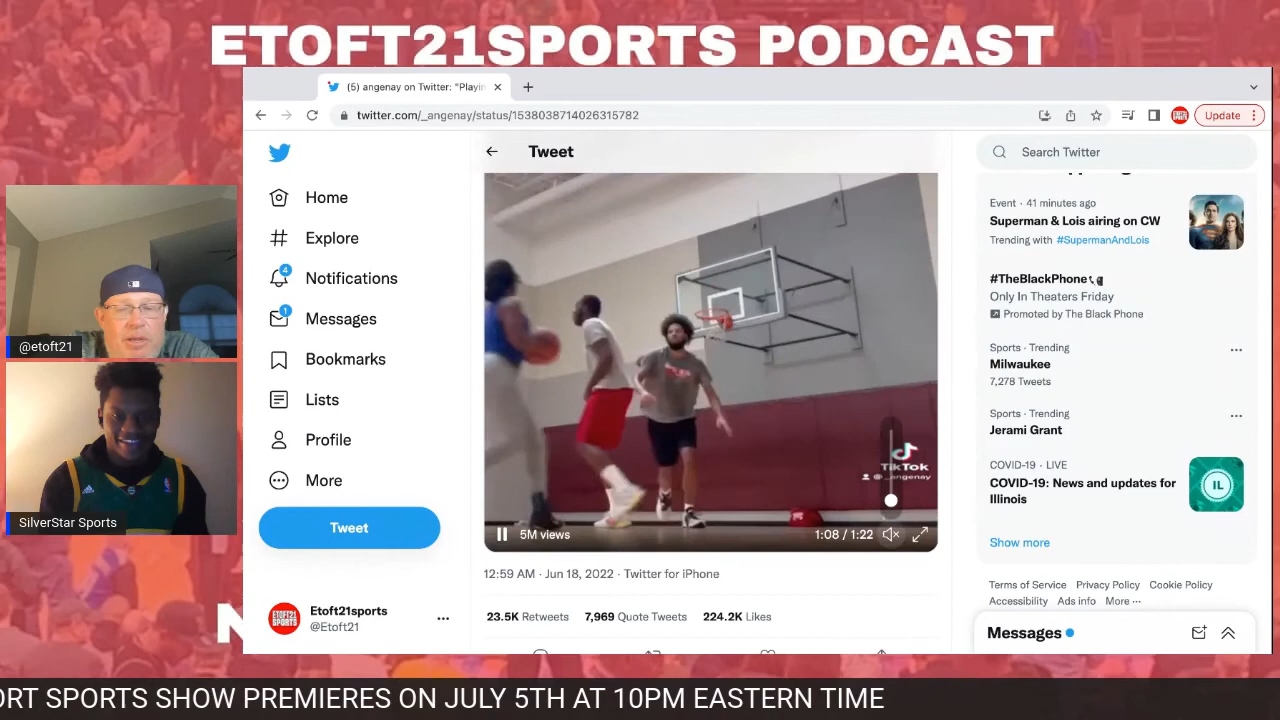 ETOFT21SPORTS PODCAST
(5) angenay on Twitter: "Playin
twitter.com/_angenay/status/1538038714026315782
Update
Tweet
Search Twitter
Home
Explore
4
Notifications
1
Messages
Bookmarks
Lists
Profile
More
Tweet
Etoft21sports
@Etoft21
ETOFT21
SPORTS
TikTok
@_angenay
5M views
1:08 / 1:22
12:59 AM · Jun 18, 2022 · Twitter for iPhone
23.5K Retweets 7,969 Quote Tweets 224.2K Likes
Event · 41 minutes ago
Superman & Lois airing on CW
Trending with #SupermanAndLois
#TheBlackPhone
Only In Theaters Friday
Promoted by The Black Phone
Sports · Trending
Milwaukee
7,278 Tweets
Sports · Trending
Jerami Grant
COVID-19 · LIVE
COVID-19: News and updates for
Illinois
IL
Show more
Terms of Service Privacy Policy Cookie Policy
Accessibility Ads info More ···
Messages
@etoft21
SilverStar Sports
N
ORT SPORTS SHOW PREMIERES ON JULY 5TH AT 10PM EASTERN TIME